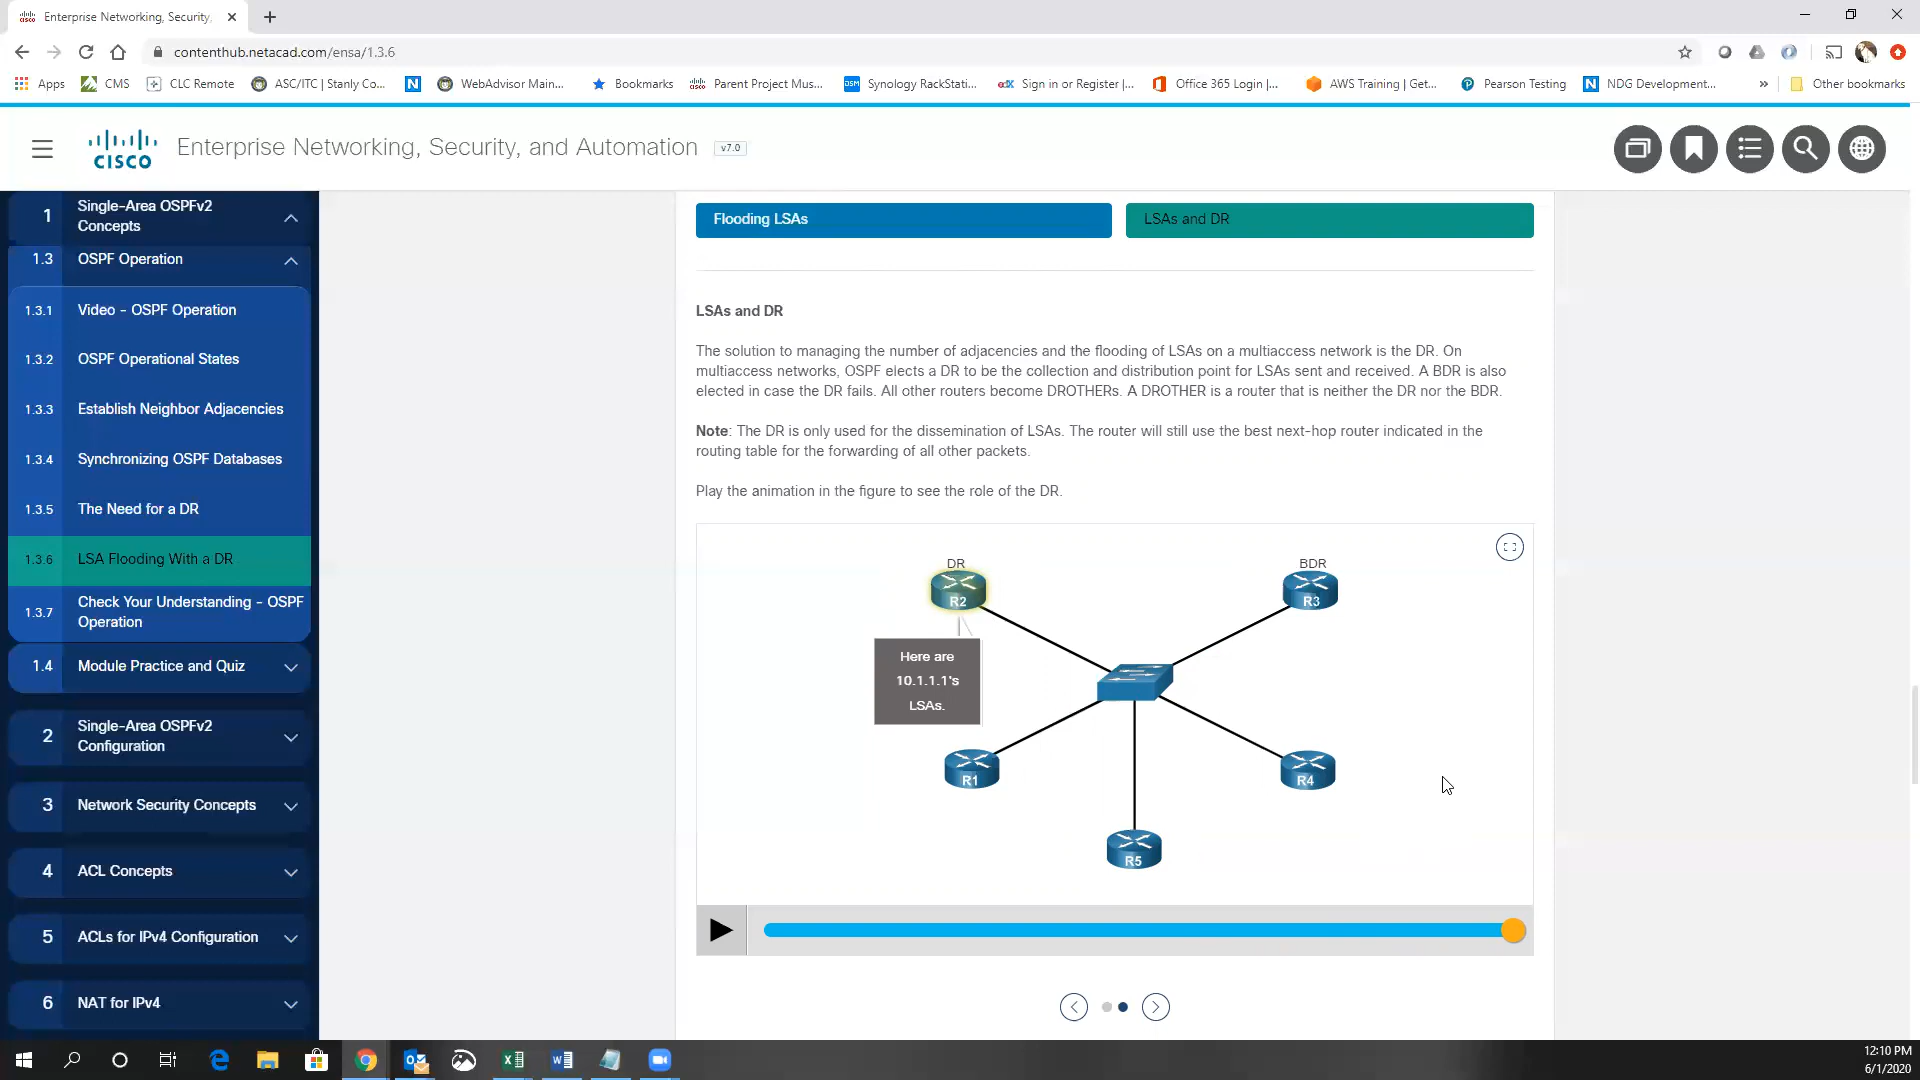 Enterprise Networking, Security,
contenthub.netacad.com/ensa/1.3.6
Apps
CMS
CLC Remote
ASC/ITC | Stanly Co...
WebAdvisor Main...
Bookmarks
Parent Project Mus...
Synology RackStati...
Sign in or Register |...
Office 365 Login |...
AWS Training | Get...
Pearson Testing
NDG Development...
»
Other bookmarks
CISCO
Enterprise Networking, Security, and Automation
v7.0
1
Single-Area OSPFv2
Concepts
1.3
OSPF Operation
1.3.1
Video - OSPF Operation
1.3.2
OSPF Operational States
1.3.3
Establish Neighbor Adjacencies
1.3.4
Synchronizing OSPF Databases
1.3.5
The Need for a DR
1.3.6
LSA Flooding With a DR
1.3.7
Check Your Understanding - OSPF
Operation
1.4
Module Practice and Quiz
2
Single-Area OSPFv2
Configuration
3
Network Security Concepts
4
ACL Concepts
5
ACLs for IPv4 Configuration
6
NAT for IPv4
Flooding LSAs
LSAs and DR
LSAs and DR
The solution to managing the number of adjacencies and the flooding of LSAs on a multiaccess network is the DR. On
multiaccess networks, OSPF elects a DR to be the collection and distribution point for LSAs sent and received. A BDR is also
elected in case the DR fails. All other routers become DROTHERs. A DROTHER is a router that is neither the DR nor the BDR.
Note: The DR is only used for the dissemination of LSAs. The router will still use the best next-hop router indicated in the
routing table for the forwarding of all other packets.
Play the animation in the figure to see the role of the DR.
DR
R2
BDR
R3
Here are
10.1.1.1's
LSAs.
R1
R4
R5
12:10 PM
6/1/2020